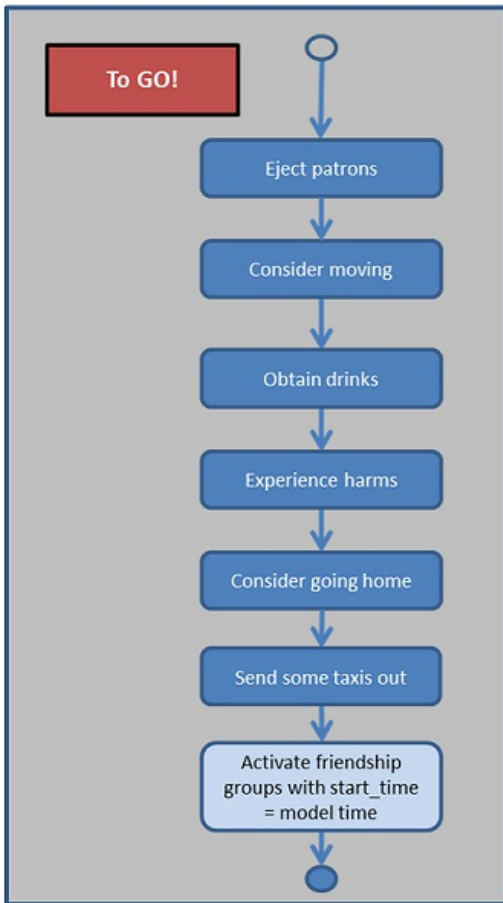 To GO!
Eject patrons
Consider moving
Obtain drinks
Experience harms
Consider going home
Send some taxis out
Activate friendship
groups with start_time
= model time